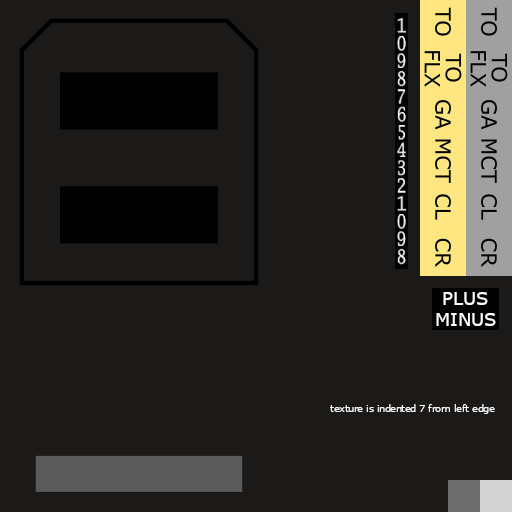 1
0
9
8
7
6
5
4
3
2
1
0
9
8
TO
TO
FLX
GA
MCT
CL
CR
TO
TO
FLX
GA
MCT
CL
CR
PLUS
MINUS
texture is indented 7 from left edge